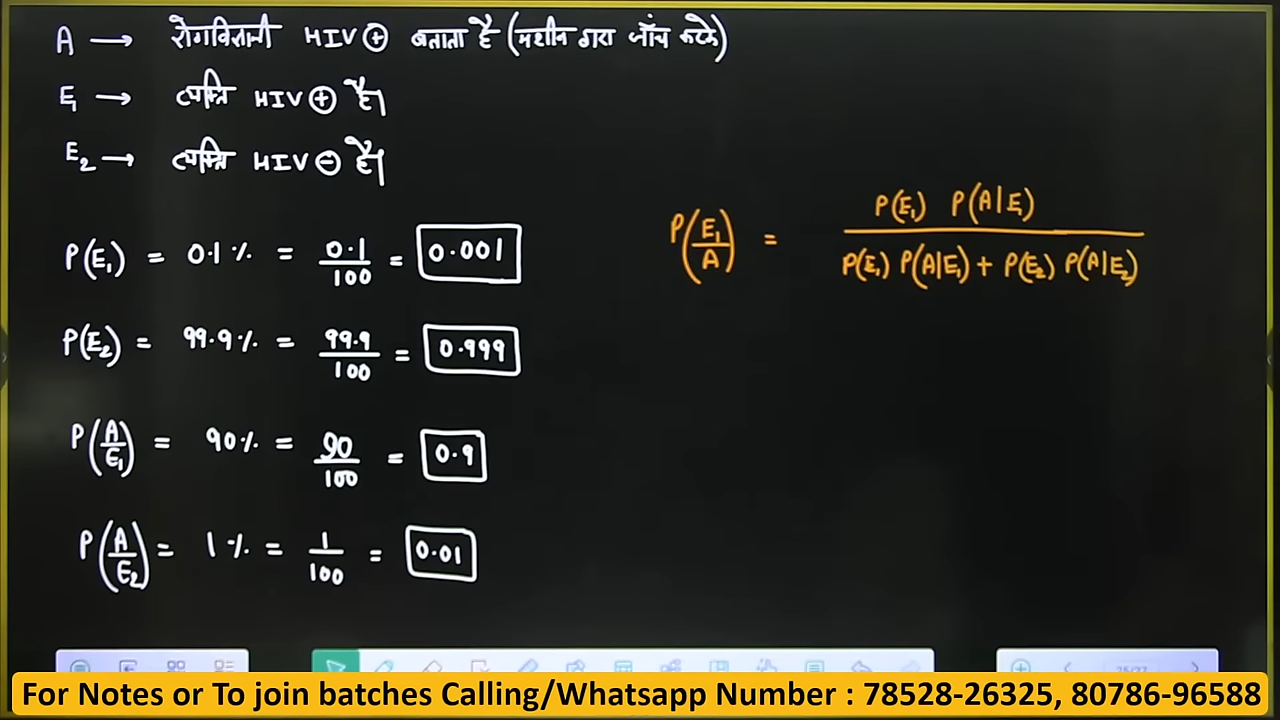 A → रोगविज्ञानी HIV⊕ बताता है (मशीन द्वारा जाँच करके)
E₁ → व्यक्ति HIV⊕ है।
E₂ → व्यक्ति HIV⊖ है।
P(E₁) = 0.1% = 0.1/100 = 0.001
P(E₂) = 99.9% = 99.9/100 = 0.999
P(A/E₁) = 90% = 90/100 = 0.9
P(A/E₂) = 1% = 1/100 = 0.01
P(E₁/A) = P(E₁) P(A|E₁) / P(E₁) P(A|E₁) + P(E₂) P(A|E₂)
For Notes or To join batches Calling/Whatsapp Number : 78528-26325, 80786-96588